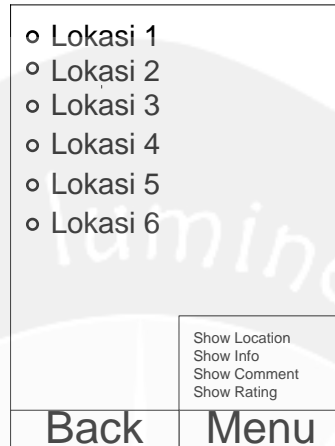 Lokasi 1
Lokasi 2
Lokasi 3
Lokasi 4
Lokasi 5
Lokasi 6
lumine
Show Location
Show Info
Show Comment
Show Rating
Back Menu